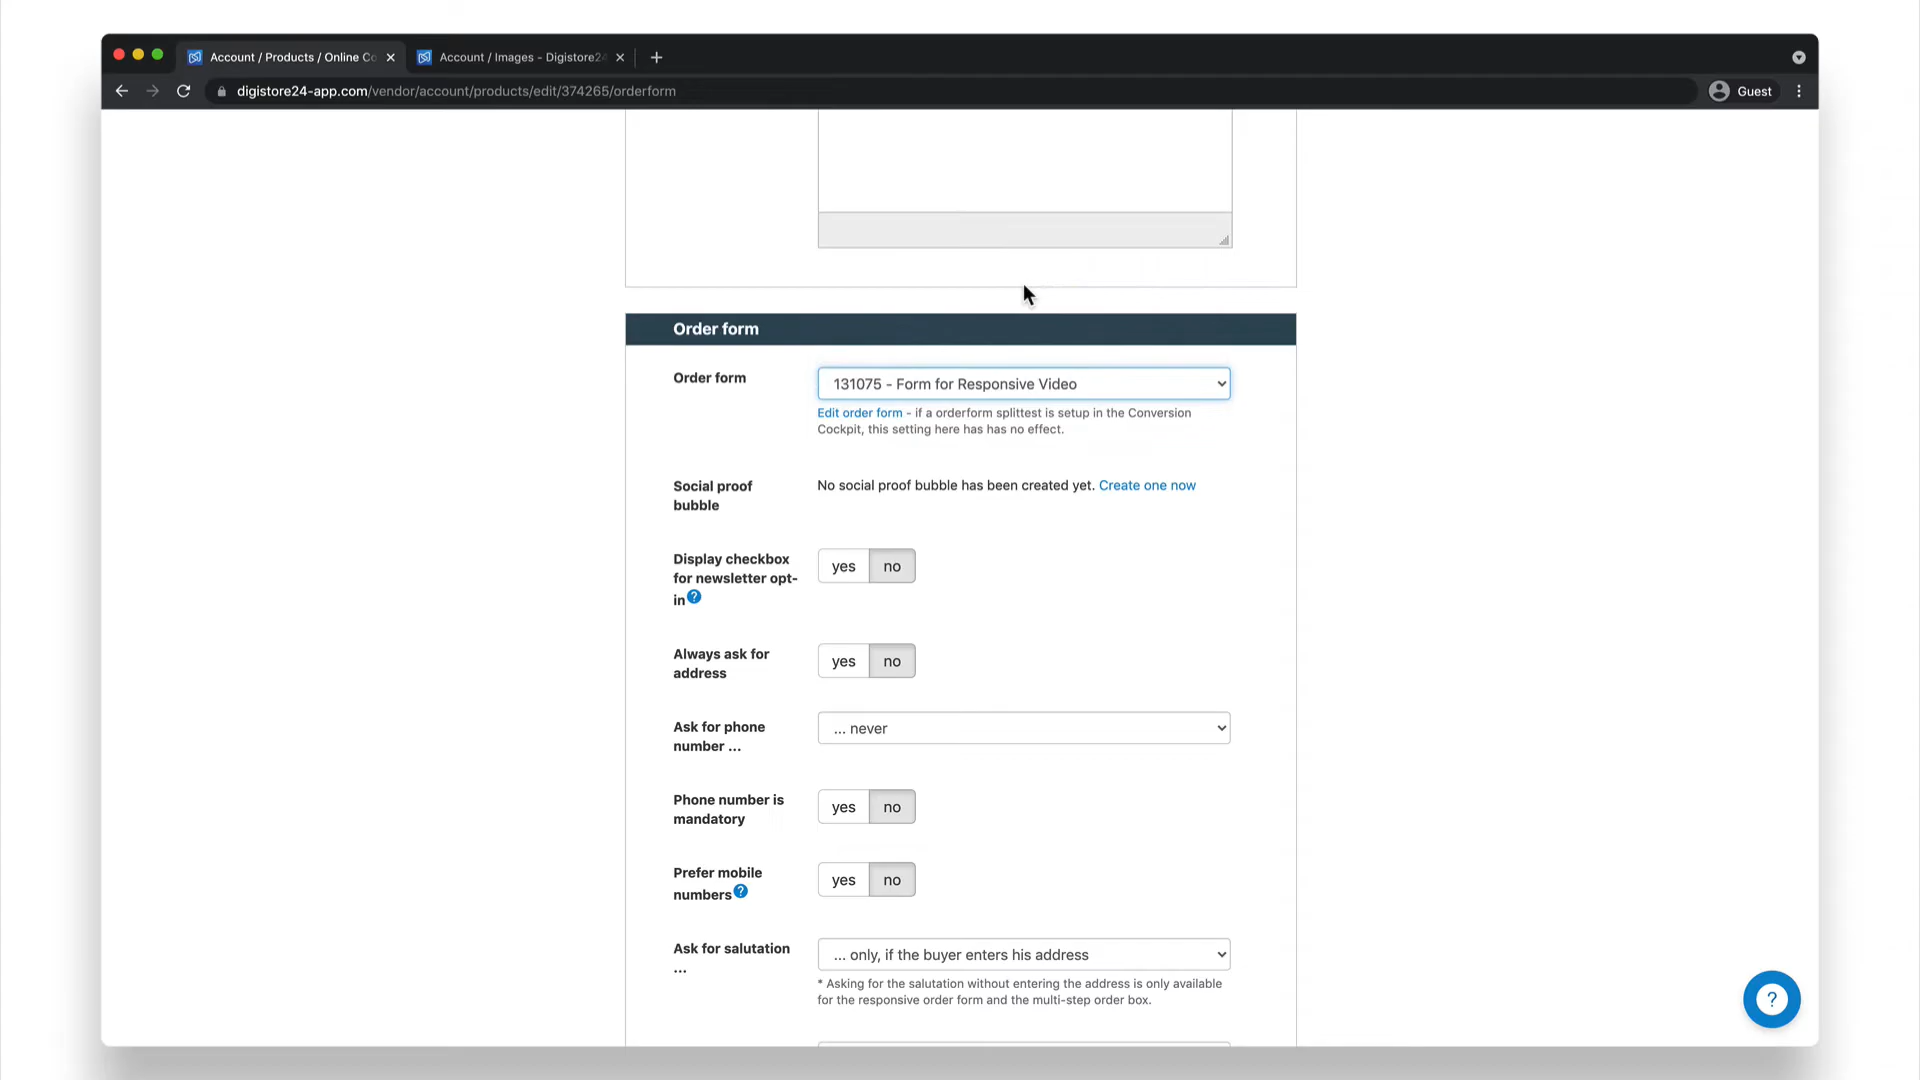 Account / Products / Online Co
Account / Images - Digistore24
digistore24-app.com/vendor/account/products/edit/374265/orderform
Guest
Order form
Order form
131075 - Form for Responsive Video
Edit order form - if a orderform splittest is setup in the Conversion
Cockpit, this setting here has has no effect.
Social proof
bubble
No social proof bubble has been created yet. Create one now
Display checkbox
for newsletter opt-
in ?
yes no
Always ask for
address
yes no
Ask for phone
number ...
... never
Phone number is
mandatory
yes no
Prefer mobile
numbers ?
yes no
Ask for salutation
...
... only, if the buyer enters his address
* Asking for the salutation without entering the address is only available
for the responsive order form and the multi-step order box.
?